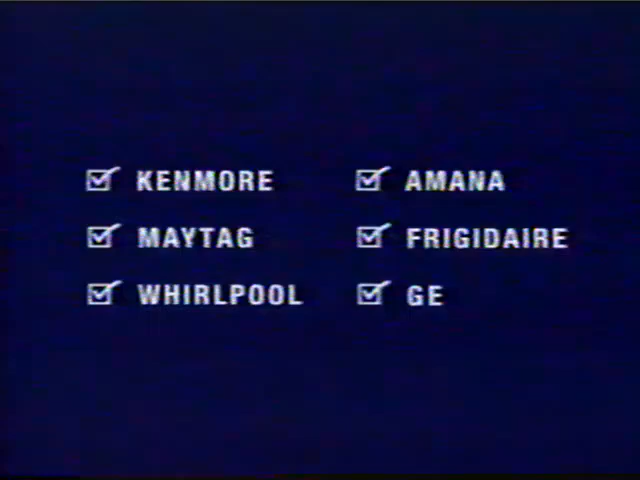 KENMORE
MAYTAG
WHIRLPOOL
AMANA
FRIGIDAIRE
GE